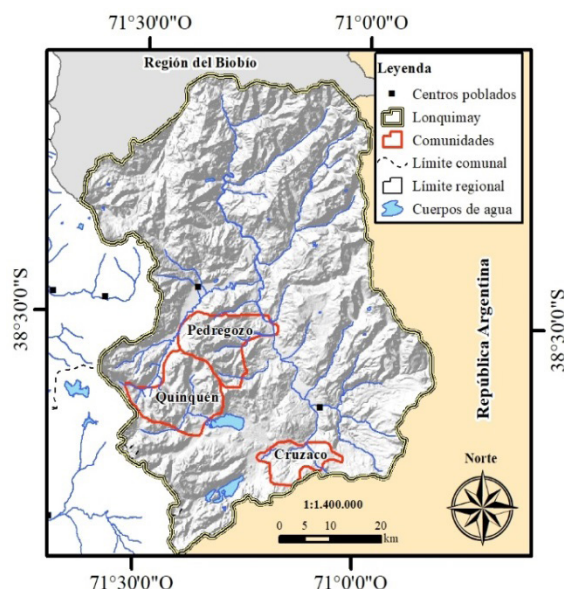 71°30'0"O
71°0'0"O
Región del Biobío
Leyenda
Centros poblados
Lonquimay
Comunidades
Límite comunal
Límite regional
Cuerpos de agua
38°30'0"S
38°30'0"S
Pedregozo
República Argentina
Quinquen
Cruzaco
Norte
1:1.400.000
0 5 10 20
km
71°30'0"O
71°0'0"O